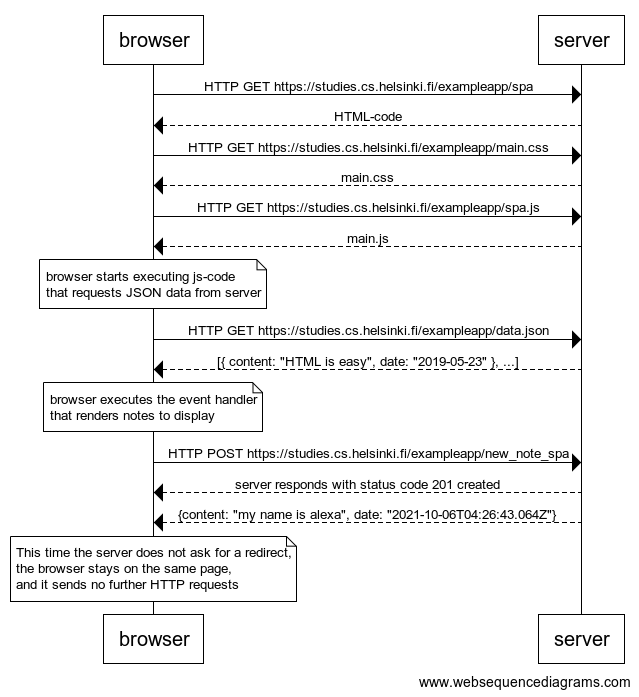 browser
server
HTTP GET https://studies.cs.helsinki.fi/exampleapp/spa
HTML-code
HTTP GET https://studies.cs.helsinki.fi/exampleapp/main.css
main.css
HTTP GET https://studies.cs.helsinki.fi/exampleapp/spa.js
main.js
browser starts executing js-code
that requests JSON data from server
HTTP GET https://studies.cs.helsinki.fi/exampleapp/data.json
[{ content: "HTML is easy", date: "2019-05-23" }, ...]
browser executes the event handler
that renders notes to display
HTTP POST https://studies.cs.helsinki.fi/exampleapp/new_note_spa
server responds with status code 201 created
{content: "my name is alexa", date: "2021-10-06T04:26:43.064Z"}
This time the server does not ask for a redirect,
the browser stays on the same page,
and it sends no further HTTP requests
browser
server
www.websequencediagrams.com